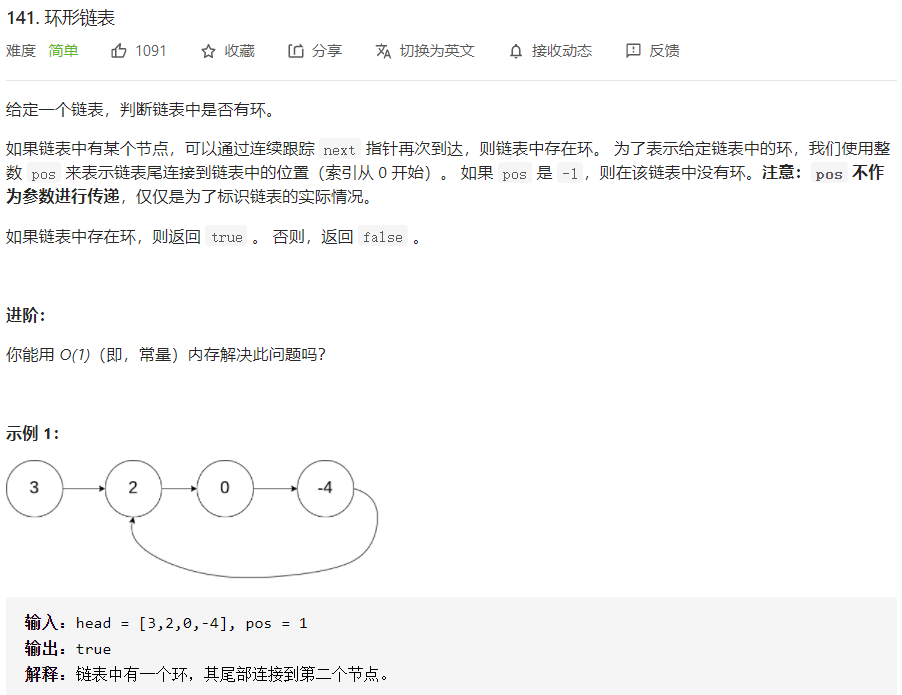 141. 环形链表
难度 简单 1091 收藏 分享 切换为英文 接收动态 反馈
给定一个链表，判断链表中是否有环。
如果链表中有某个节点，可以通过连续跟踪 next 指针再次到达，则链表中存在环。 为了表示给定链表中的环，我们使用整
数 pos 来表示链表尾连接到链表中的位置（索引从 0 开始）。 如果 pos 是 -1，则在该链表中没有环。注意：pos 不作
为参数进行传递，仅仅是为了标识链表的实际情况。
如果链表中存在环，则返回 true 。 否则，返回 false 。
进阶：
你能用 O(1)（即，常量）内存解决此问题吗？
示例 1：
3 2 0 -4
输入：head = [3,2,0,-4], pos = 1
输出：true
解释：链表中有一个环，其尾部连接到第二个节点。